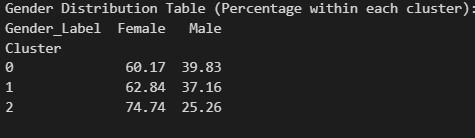 Gender Distribution Table (Percentage within each cluster):
Gender_Label  Female   Male
Cluster
0              60.17  39.83
1              62.84  37.16
2              74.74  25.26